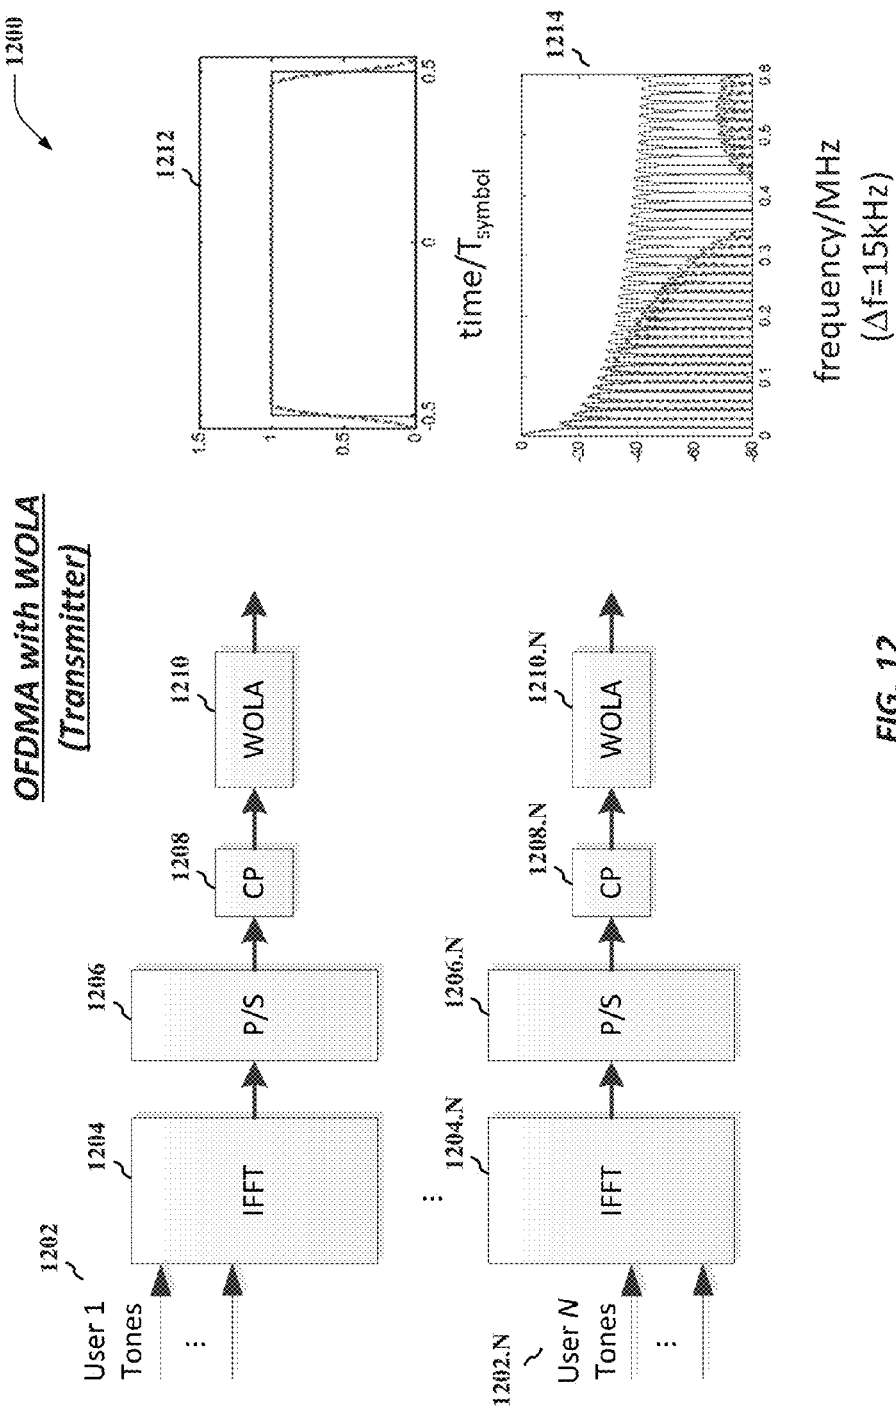 OFDMA with WOLA
(Transmitter)
1200
1202
User 1
Tones
...
1204
IFFT
1206
P/S
1208
CP
1210
WOLA
...
1202.N
User N
Tones
...
1204.N
IFFT
1206.N
P/S
1208.N
CP
1210.N
WOLA
1212
1.5
1
0.5
0
-0.5
0
0.5
time/Tsymbol
1214
0
-20
-40
-60
-80
0
0.1
0.2
0.3
0.4
0.5
0.6
frequency/MHz
(Δf=15kHz)
FIG. 12